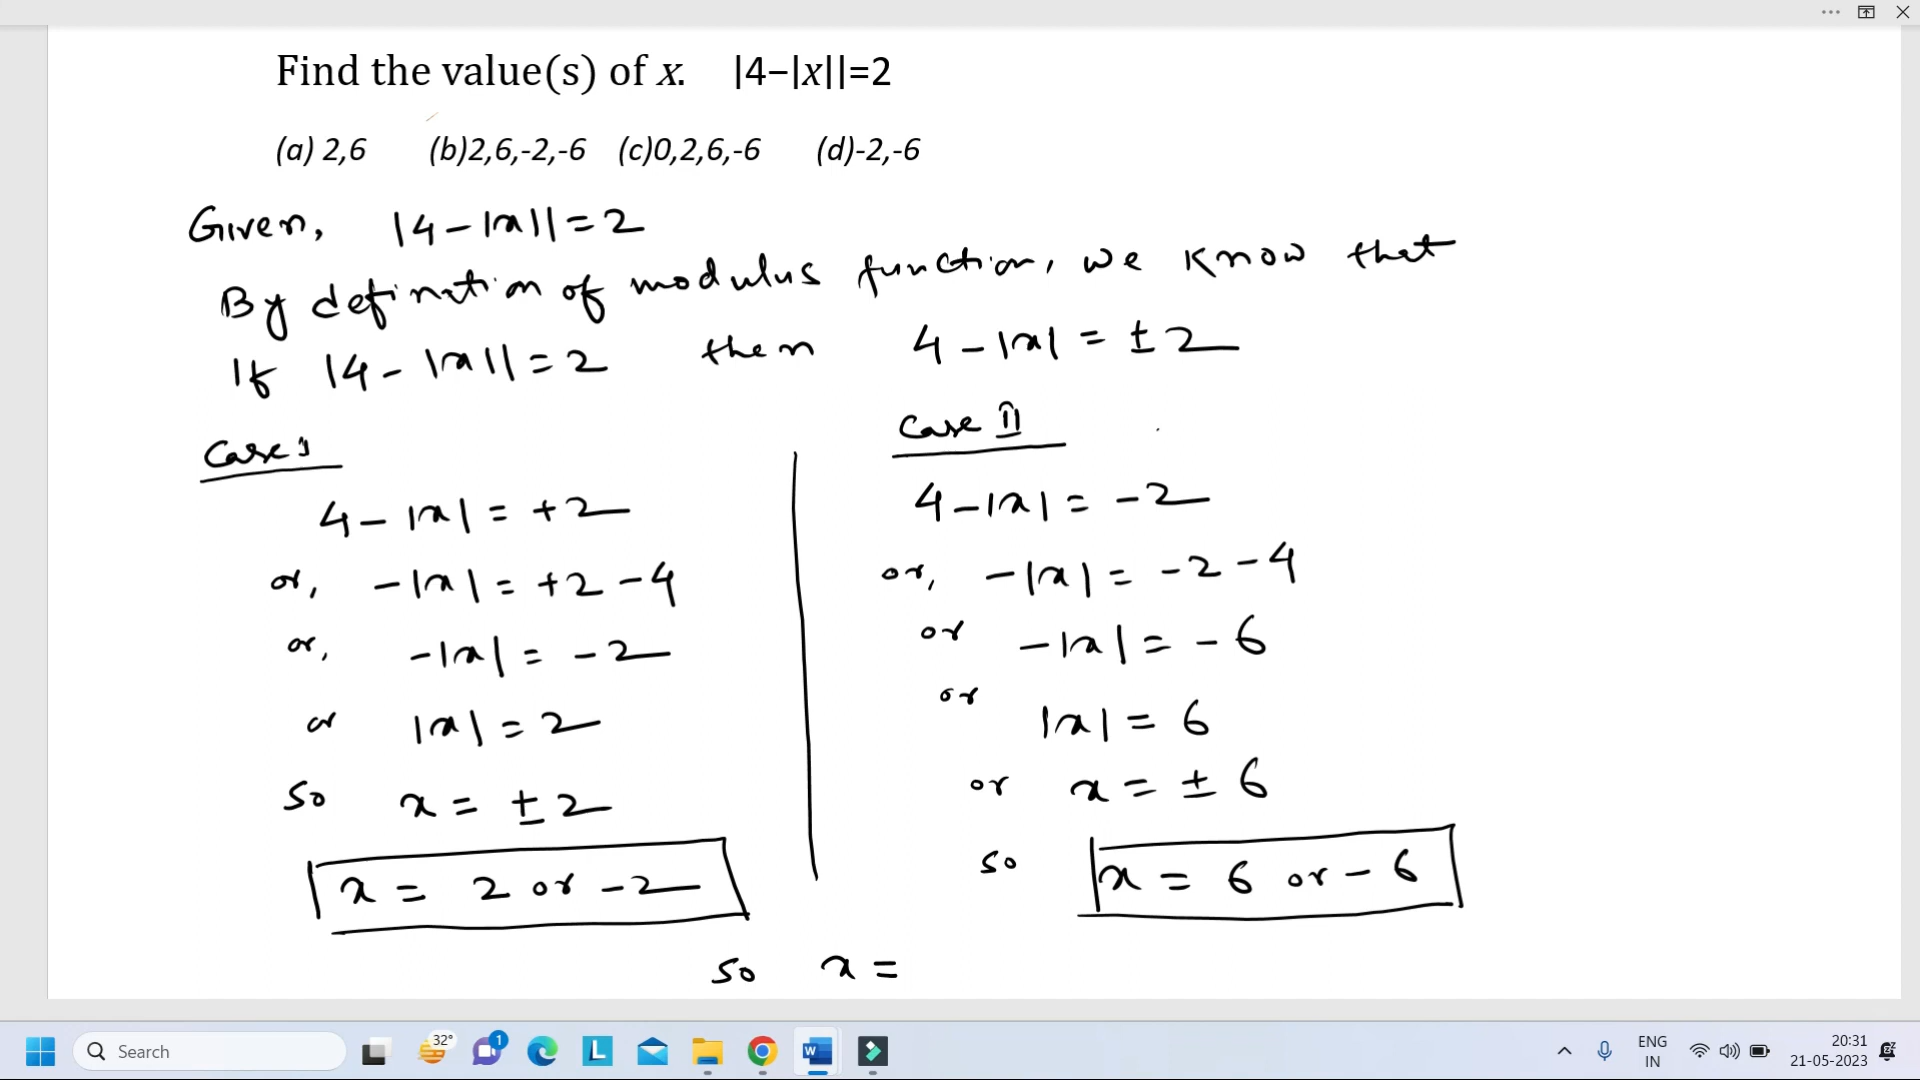 Find the value(s) of x. |4−|x||=2
(a) 2,6 (b)2,6,-2,-6 (c)0,2,6,-6 (d)-2,-6
Given, |4-|x||=2
By definition of modulus function, we know that
If |4-|x||=2 then 4-|x|= ±2
Case I
4-|x|= +2
or, -|x|= +2-4
or, -|x|= -2
or |x|=2
So x= ±2
x= 2 or -2
Case II
4-|x|= -2
or, -|x|= -2-4
or -|x|= -6
or |x|= 6
or x= ±6
so x= 6 or -6
so x=
Search
32°
1
ENG
IN
20:31
21-05-2023